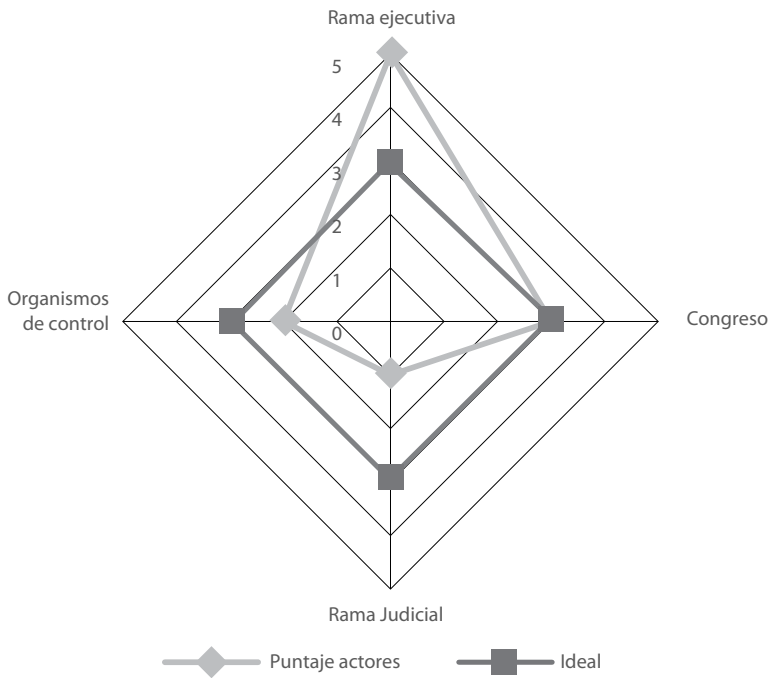 Rama ejecutiva
5
4
3
2
1
0
Organismos
de control
Congreso
Rama Judicial
Puntaje actores
Ideal